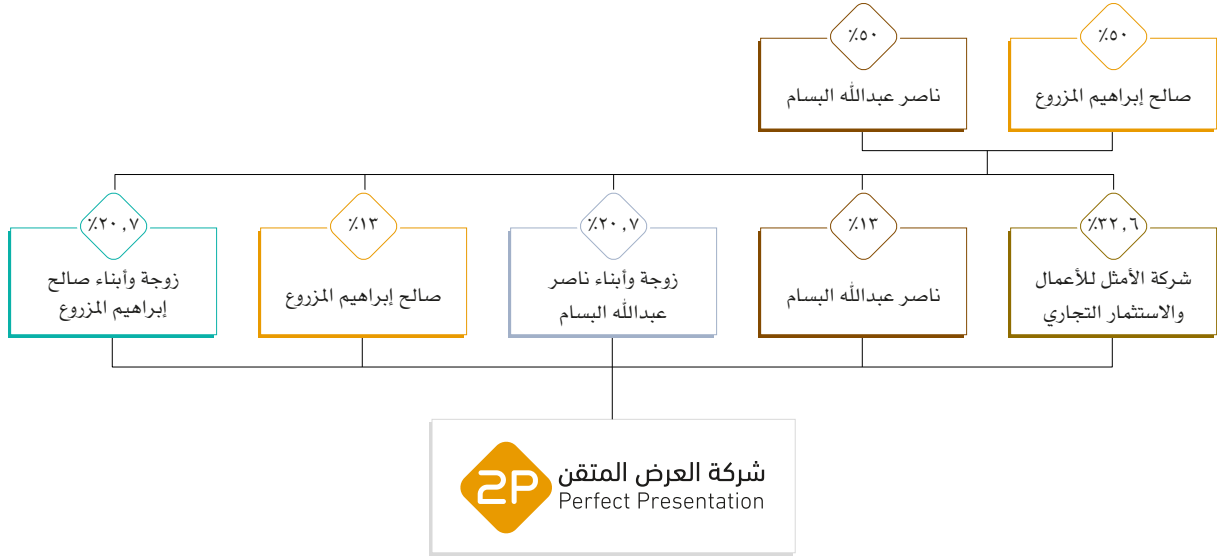 ٪٥٠
صالح إبراهيم المزروع
٪٥٠
ناصر عبدالله البسام
٪٣٢,٦
شركة الأمثل للأعمال
والاستثمار التجاري
٪١٣
ناصر عبدالله البسام
٪٢٠,٧
زوجة وأبناء ناصر
عبدالله البسام
٪١٣
صالح إبراهيم المزروع
٪٢٠,٧
زوجة وأبناء صالح
إبراهيم المزروع
شركة العرض المتقن
2P
Perfect Presentation